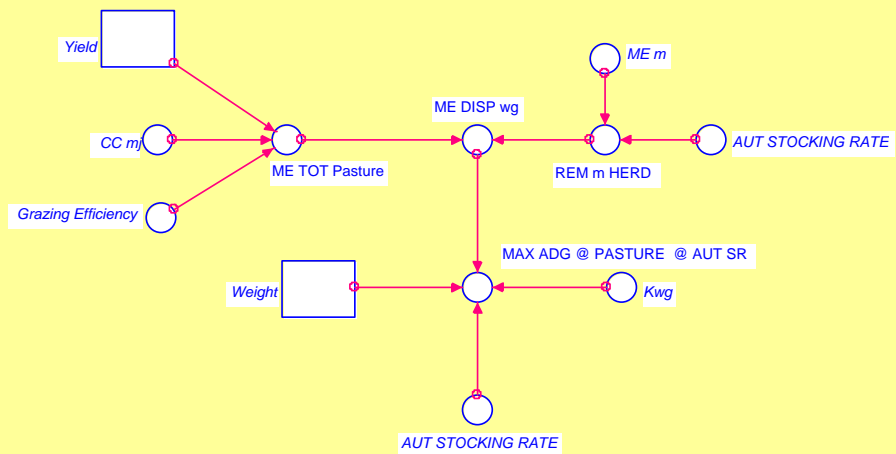 Yield
ME m
ME DISP wg
CC mj
AUT STOCKING RATE
ME TOT Pasture
REM m HERD
Grazing Efficiency
MAX ADG @ PASTURE  @ AUT SR
Weight
Kwg
AUT STOCKING RATE